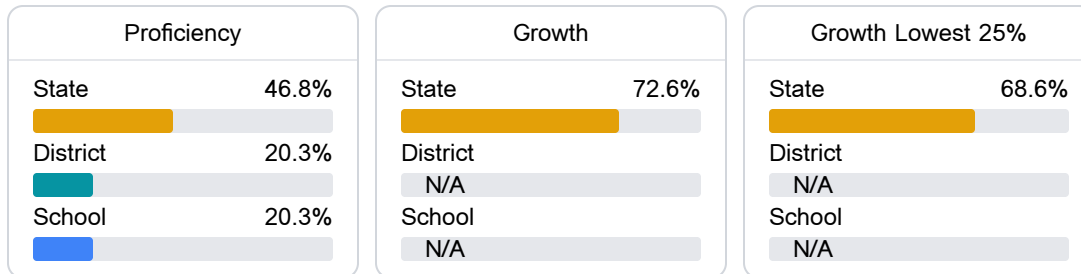 Proficiency
State 46.8%
District 20.3%
School 20.3%
Growth
State 72.6%
District
N/A
School
N/A
Growth Lowest 25%
State 68.6%
District
N/A
School
N/A